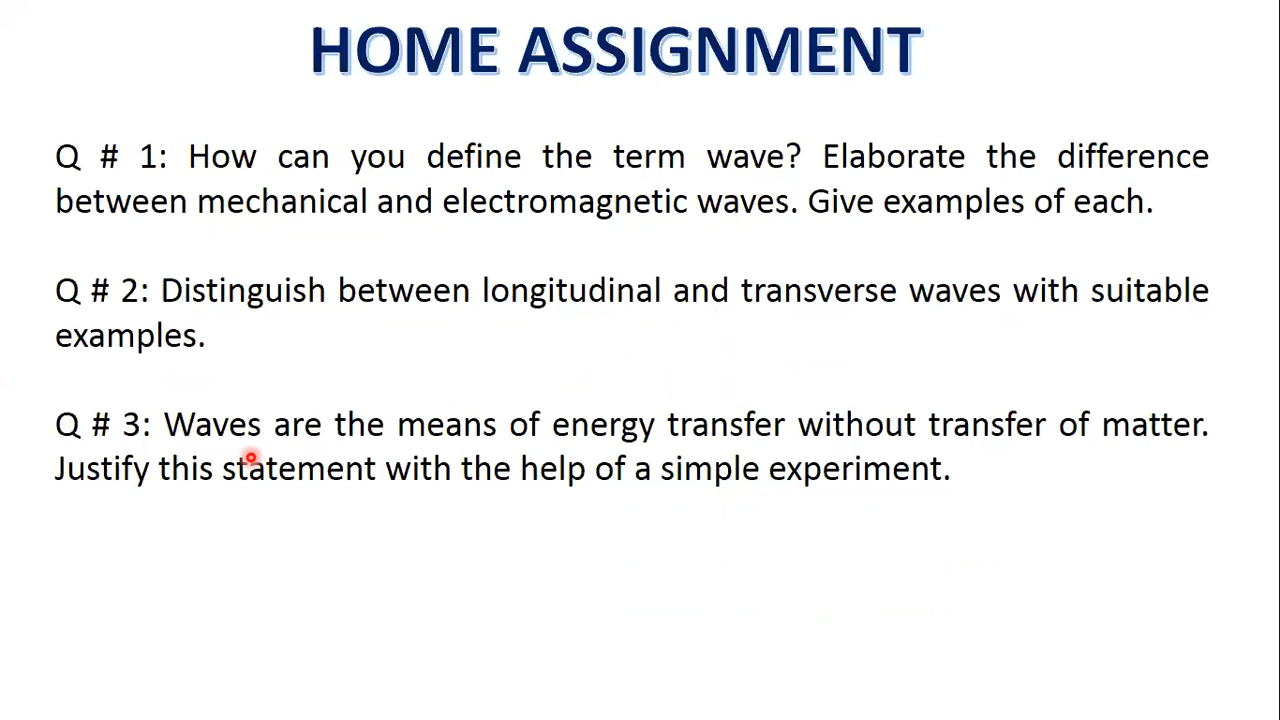 HOME ASSIGNMENT
Q # 1: How can you define the term wave? Elaborate the difference
between mechanical and electromagnetic waves. Give examples of each.
Q # 2: Distinguish between longitudinal and transverse waves with suitable
examples.
Q # 3: Waves are the means of energy transfer without transfer of matter.
Justify this statement with the help of a simple experiment.